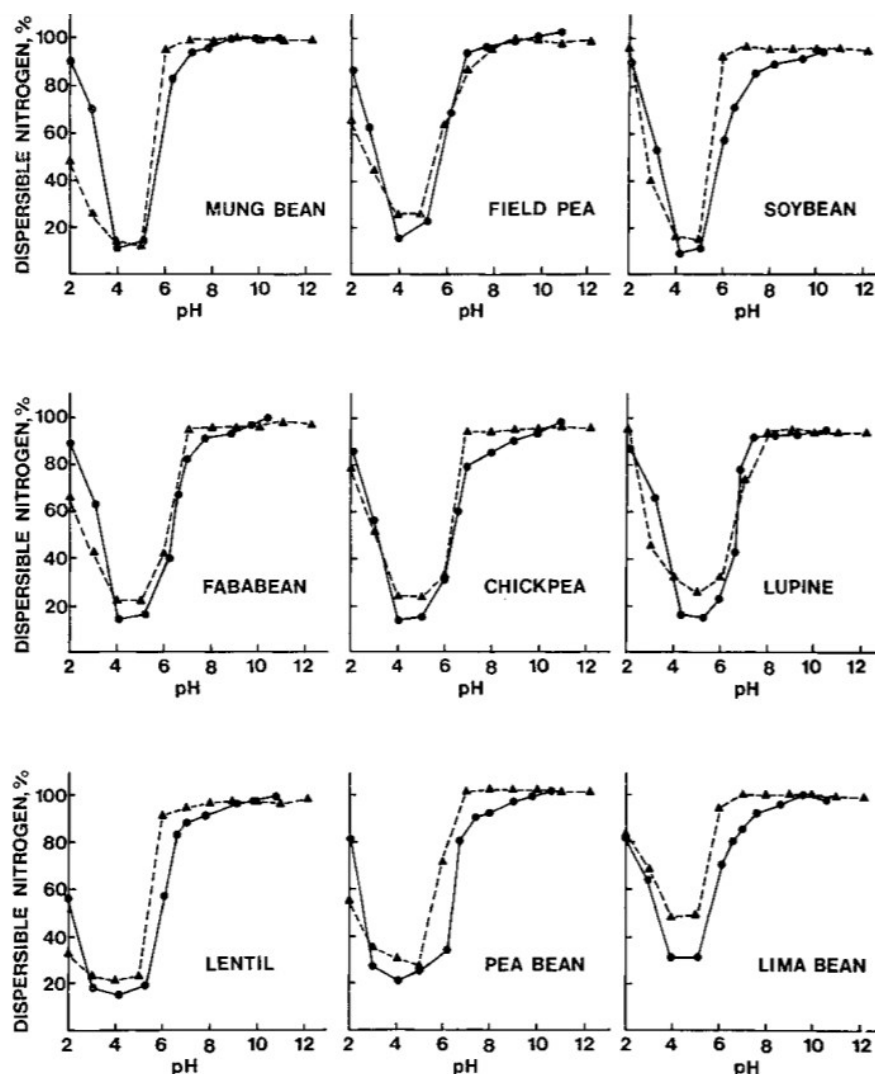 DISPERSIBLE NITROGEN, %
100
80
60
40
20
MUNG BEAN
2 4 6 8 10 12
pH
FIELD PEA
2 4 6 8 10 12
pH
SOYBEAN
2 4 6 8 10 12
pH
DISPERSIBLE NITROGEN, %
100
80
60
40
20
FABABEAN
2 4 6 8 10 12
pH
CHICKPEA
2 4 6 8 10 12
pH
LUPINE
2 4 6 8 10 12
pH
DISPERSIBLE NITROGEN, %
100
80
60
40
20
LENTIL
2 4 6 8 10 12
pH
PEA BEAN
2 4 6 8 10 12
pH
LIMA BEAN
2 4 6 8 10 12
pH